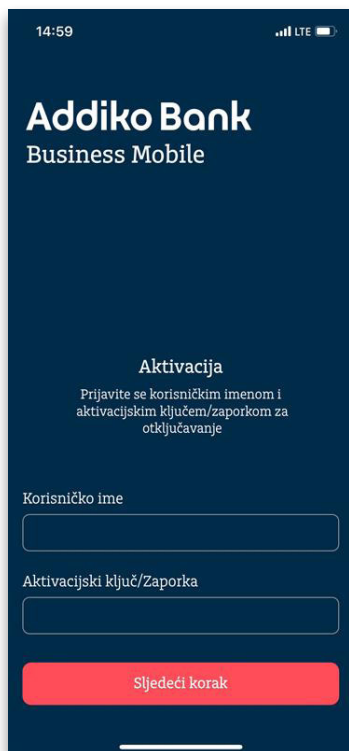 14:59
LTE
Addiko Bank
Business Mobile
Aktivacija
Prijavite se korisničkim imenom i
aktivacijskim ključem/zaporkom za
otključavanje
Korisničko ime
Aktivacijski ključ/Zaporka
Sljedeći korak